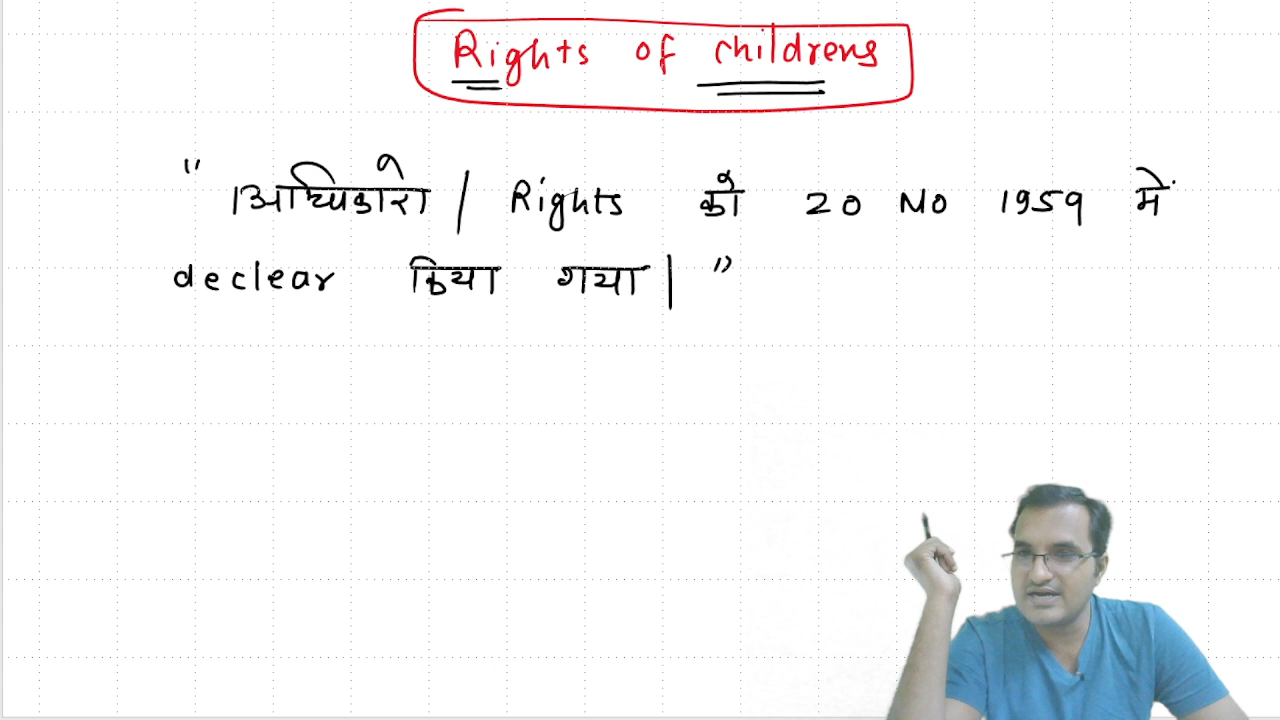 Rights of childrens
" अधिकारो / Rights को 20 No 1959 में
declear किया गया | "